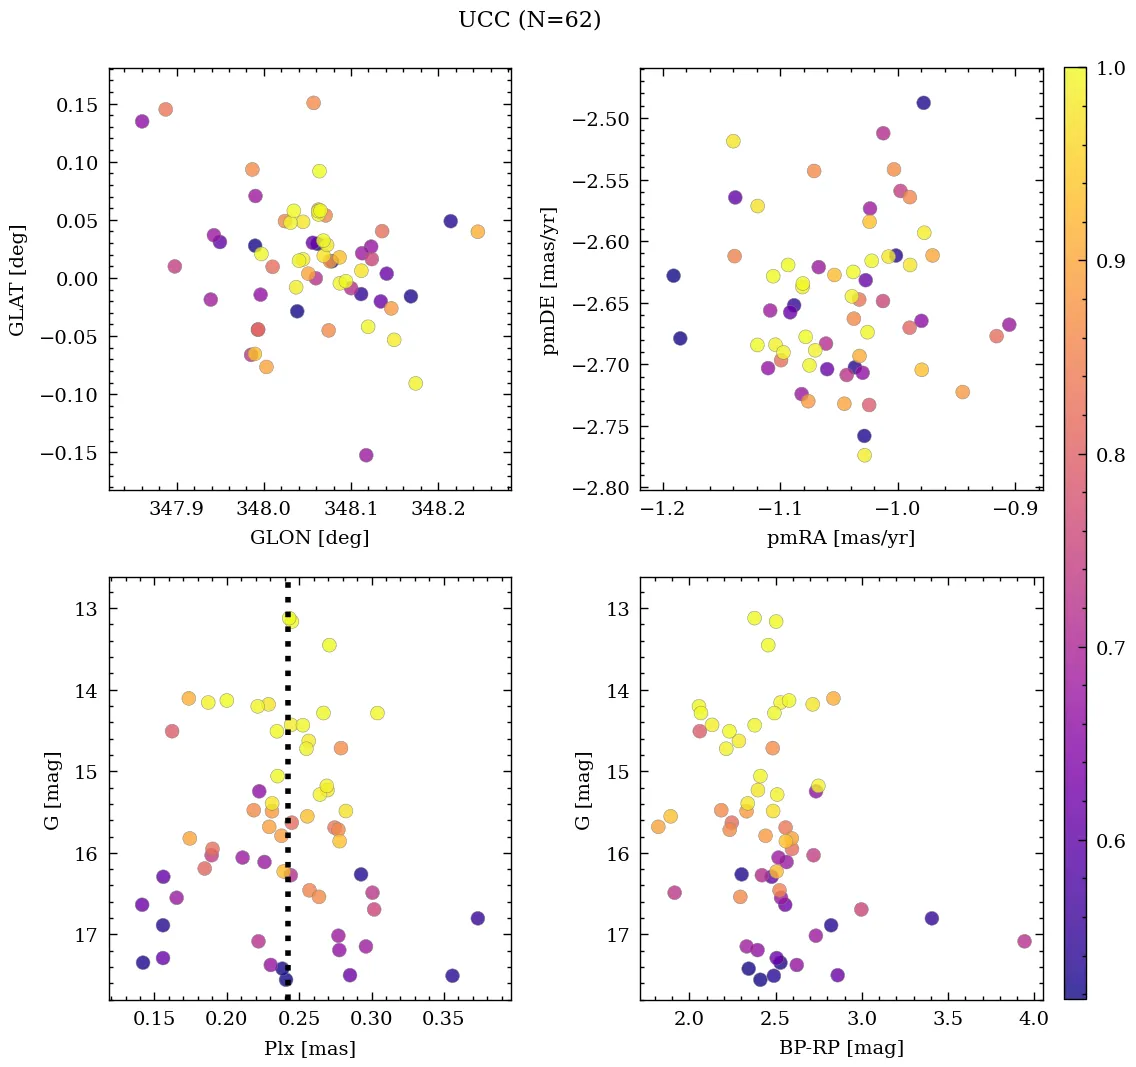 UCC (N=62)
0.15
0.10
0.05
0.00
−0.05
−0.10
−0.15
GLAT [deg]
347.9 348.0 348.1 348.2
GLON [deg]
−2.50
−2.55
−2.60
−2.65
−2.70
−2.75
−2.80
pmDE [mas/yr]
−1.2 −1.1 −1.0 −0.9
pmRA [mas/yr]
13
14
15
16
17
G [mag]
0.15 0.20 0.25 0.30 0.35
Plx [mas]
13
14
15
16
17
G [mag]
2.0 2.5 3.0 3.5 4.0
BP-RP [mag]
1.0
0.9
0.8
0.7
0.6